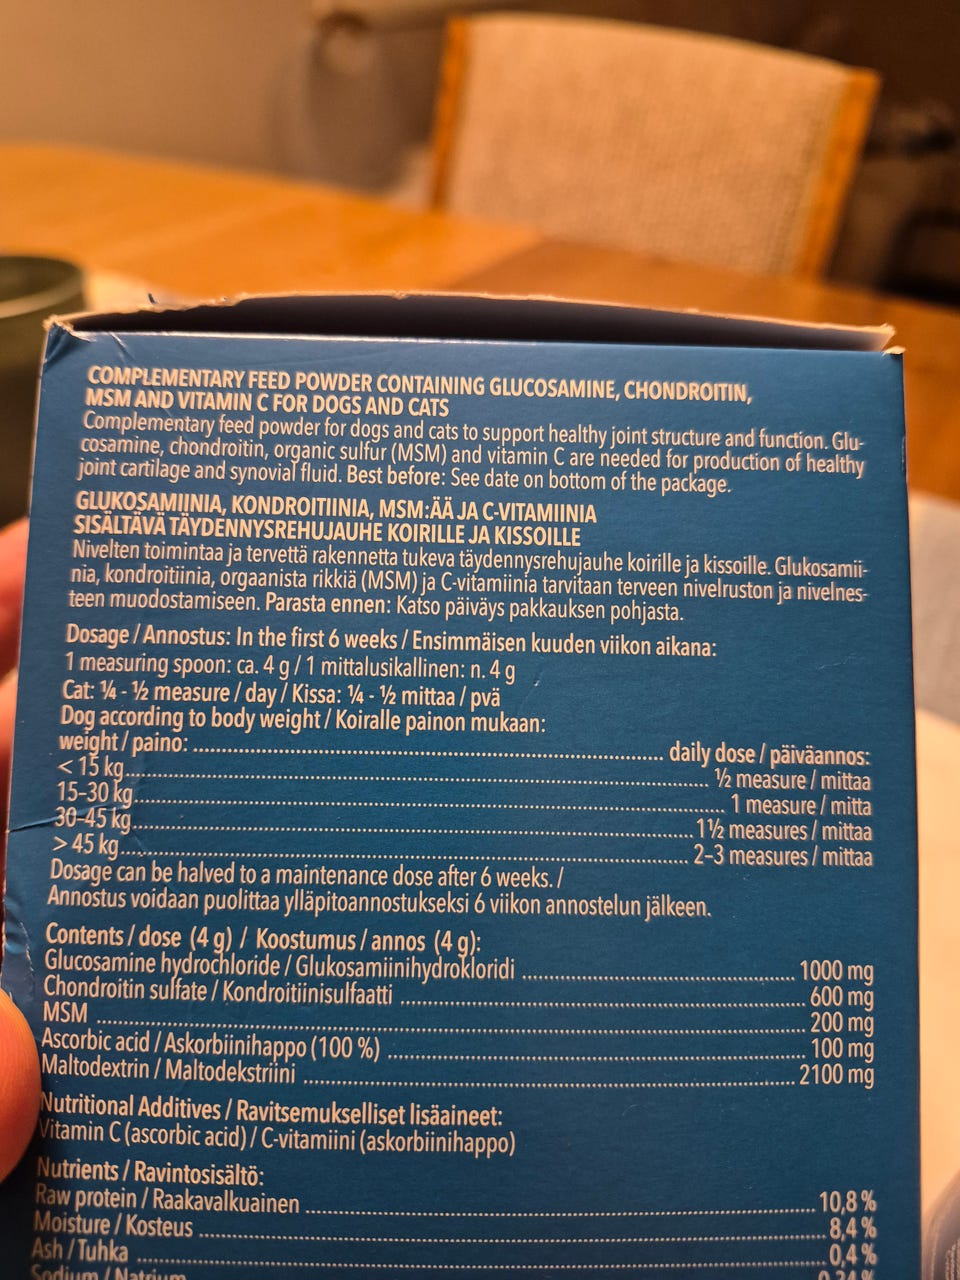 COMPLEMENTARY FEED POWDER CONTAINING GLUCOSAMINE, CHONDROITIN,
MSM AND VITAMIN C FOR DOGS AND CATS
Complementary feed powder for dogs and cats to support healthy joint structure and function. Glu-
cosamine, chondroitin, organic sulfur (MSM) and vitamin C are needed for production of healthy
joint cartilage and synovial fluid. Best before: See date on bottom of the package.
GLUKOSAMIINIA, KONDROITIINIA, MSM:ÄÄ JA C-VITAMIINIA
SISÄLTÄVÄ TÄYDENNYSREHUJAUHE KOIRILLE JA KISSOILLE
Nivelten toimintaa ja tervettä rakennetta tukeva täydennysrehujauhe koirille ja kissoille. Glukosamii-
nia, kondroitiinia, orgaanista rikkiä (MSM) ja C-vitamiinia tarvitaan terveen nivelruston ja nivelnes-
teen muodostamiseen. Parasta ennen: Katso päiväys pakkauksen pohjasta.
Dosage / Annostus: In the first 6 weeks / Ensimmäisen kuuden viikon aikana:
1 measuring spoon: ca. 4 g / 1 mittalusikallinen: n. 4 g
Cat: ¼ - ½ measure / day / Kissa: ¼ - ½ mittaa / pvä
Dog according to body weight / Koiralle painon mukaan:
weight / paino: ........ daily dose / päiväannos:
< 15 kg ........ ½ measure / mittaa
15-30 kg ........ 1 measure / mitta
30-45 kg ........ 1½ measures / mittaa
> 45 kg ........ 2-3 measures / mittaa
Dosage can be halved to a maintenance dose after 6 weeks. /
Annostus voidaan puolittaa ylläpitoannostukseksi 6 viikon annostelun jälkeen.
Contents / dose (4 g) / Koostumus / annos (4 g):
Glucosamine hydrochloride / Glukosamiinihydrokloridi ........ 1000 mg
Chondroitin sulfate / Kondroitiinisulfaatti ........ 600 mg
MSM ........ 200 mg
Ascorbic acid / Askorbiinihappo (100 %) ........ 100 mg
Maltodextrin / Maltodekstriini ........ 2100 mg
Nutritional Additives / Ravitsemukselliset lisäaineet:
Vitamin C (ascorbic acid) / C-vitamiini (askorbiinihappo)
Nutrients / Ravintosisältö:
Raw protein / Raakavalkuainen ........ 10,8 %
Moisture / Kosteus ........ 8,4 %
Ash / Tuhka ........ 0,4 %
Sodium / Natrium